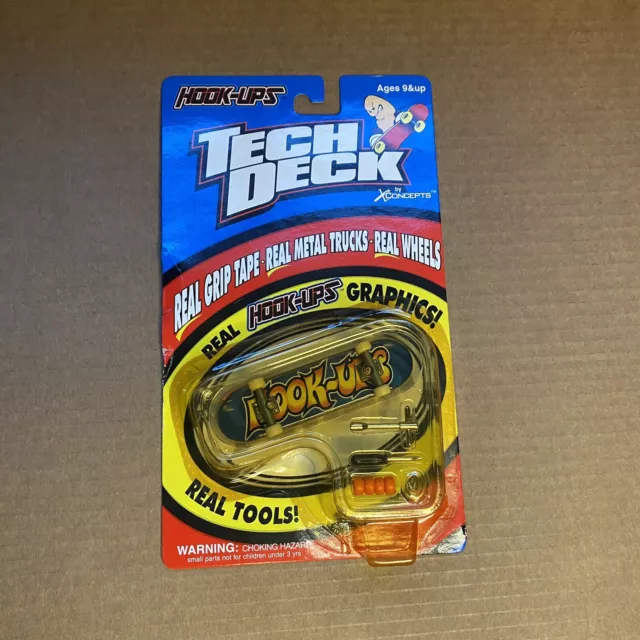 HOOK-UPS
Ages 9&up
TECH
DECK
by
XCONCEPTS™
REAL GRIP TAPE · REAL METAL TRUCKS · REAL WHEELS
REAL HOOK-UPS GRAPHICS!
HOOK-UPS
REAL TOOLS!
WARNING: CHOKING HAZARD
small parts not for children under 3 yrs